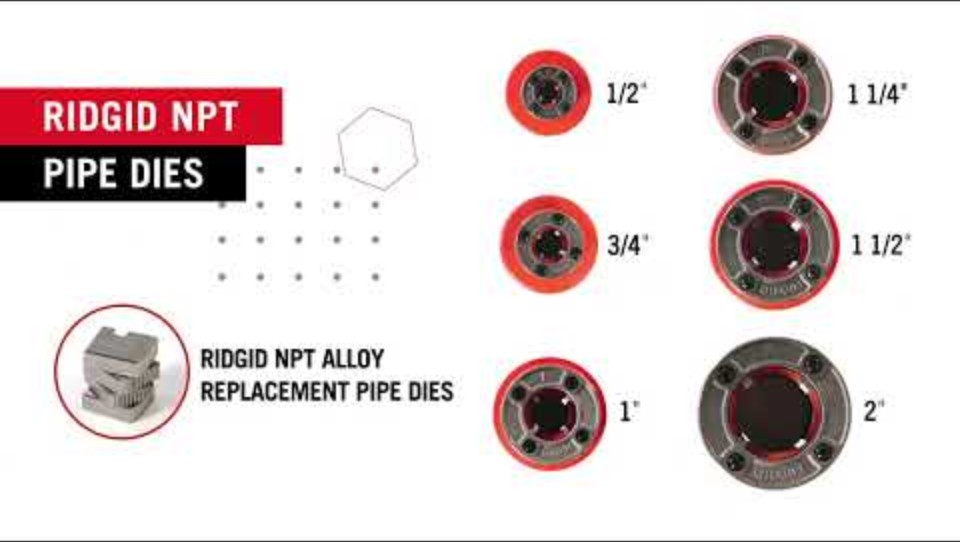 RIDGID NPT
PIPE DIES
1/2"
1 1/4"
3/4"
1 1/2"
RIDGID NPT ALLOY
REPLACEMENT PIPE DIES
1"
2"